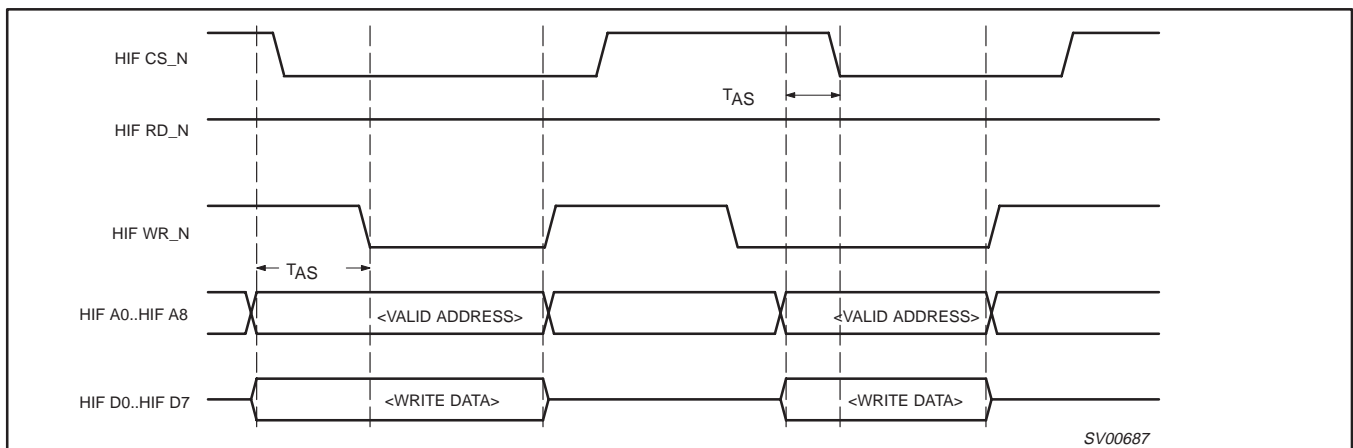 HIF CS_N
TAS
HIF RD_N
HIF WR_N
TAS
HIF A0..HIF A8
<VALID ADDRESS>
<VALID ADDRESS>
HIF D0..HIF D7
<WRITE DATA>
<WRITE DATA>
SV00687